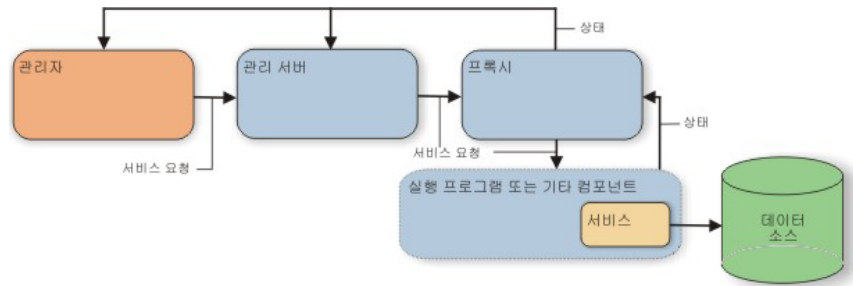 상태
관리자
관리 서버
프록시
상태
서비스 요청
서비스 요청
실행 프로그램 또는 기타 컴포넌트
서비스
데이터
소스